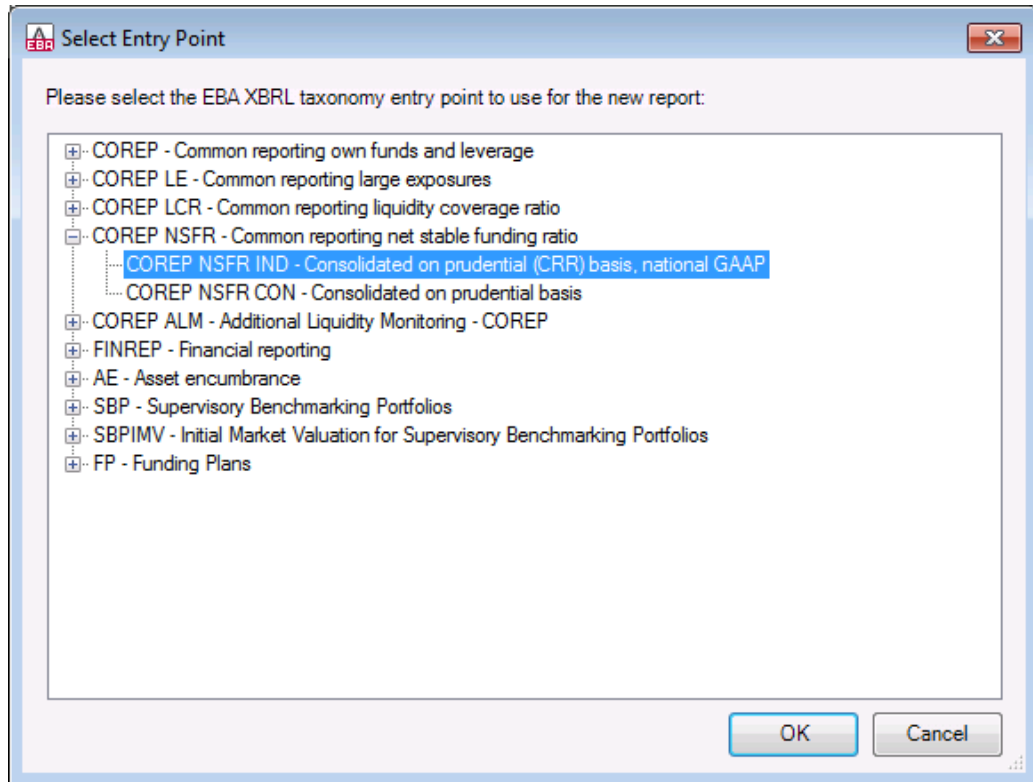 EBA Select Entry Point
Please select the EBA XBRL taxonomy entry point to use for the new report:
COREP - Common reporting own funds and leverage
COREP LE - Common reporting large exposures
COREP LCR - Common reporting liquidity coverage ratio
COREP NSFR - Common reporting net stable funding ratio
COREP NSFR IND - Consolidated on prudential (CRR) basis, national GAAP
COREP NSFR CON - Consolidated on prudential basis
COREP ALM - Additional Liquidity Monitoring - COREP
FINREP - Financial reporting
AE - Asset encumbrance
SBP - Supervisory Benchmarking Portfolios
SBPIMV - Initial Market Valuation for Supervisory Benchmarking Portfolios
FP - Funding Plans
OK Cancel